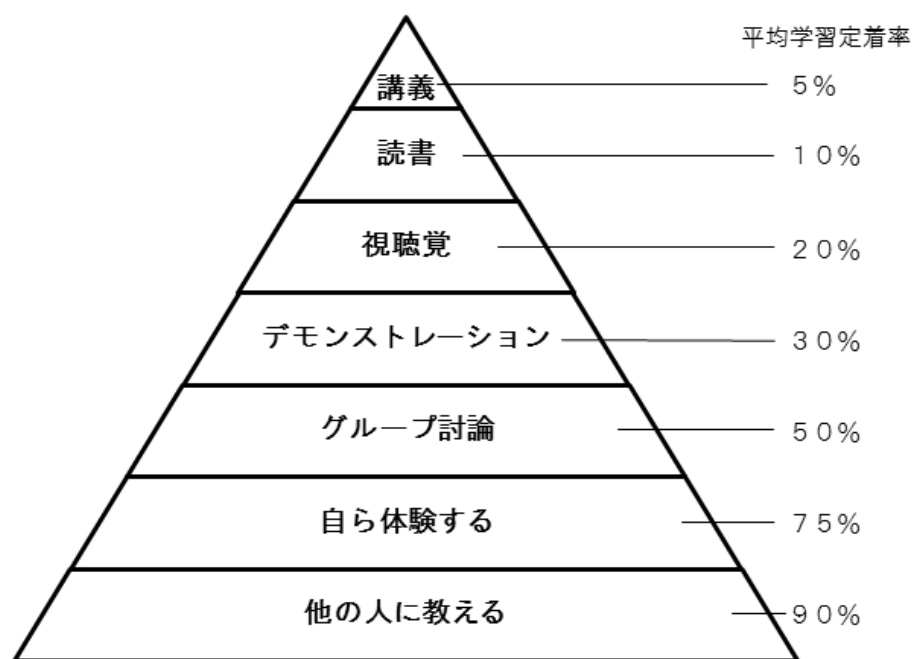 平均学習定着率
講義 5%
読書 10%
視聴覚 20%
デモンストレーション 30%
グループ討論 50%
自ら体験する 75%
他の人に教える 90%